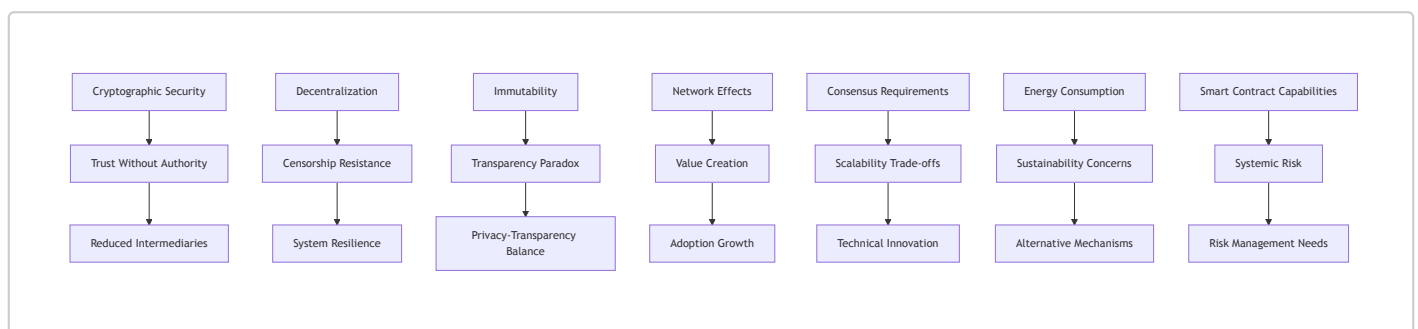 Cryptographic Security
Decentralization
Immutability
Network Effects
Consensus Requirements
Energy Consumption
Smart Contract Capabilities
Trust Without Authority
Censorship Resistance
Transparency Paradox
Value Creation
Scalability Trade-offs
Sustainability Concerns
Systemic Risk
Reduced Intermediaries
System Resilience
Privacy-Transparency
Balance
Adoption Growth
Technical Innovation
Alternative Mechanisms
Risk Management Needs